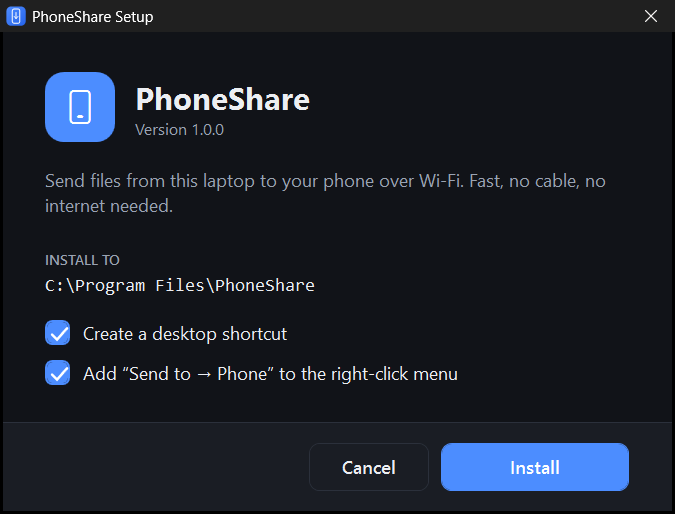 PhoneShare Setup
PhoneShare
Version 1.0.0
Send files from this laptop to your phone over Wi-Fi. Fast, no cable, no
internet needed.
INSTALL TO
C:\Program Files\PhoneShare
Create a desktop shortcut
Add “Send to → Phone” to the right-click menu
Cancel
Install